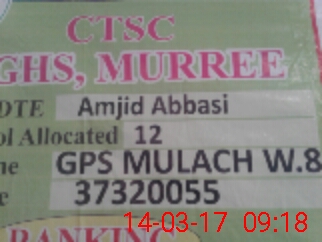 CTSC
GHS, MURREE
DTE Amjid Abbasi
ol Allocated 12
ne GPS MULACH W.8
e 37320055
RANKING
14-03-17 09:18